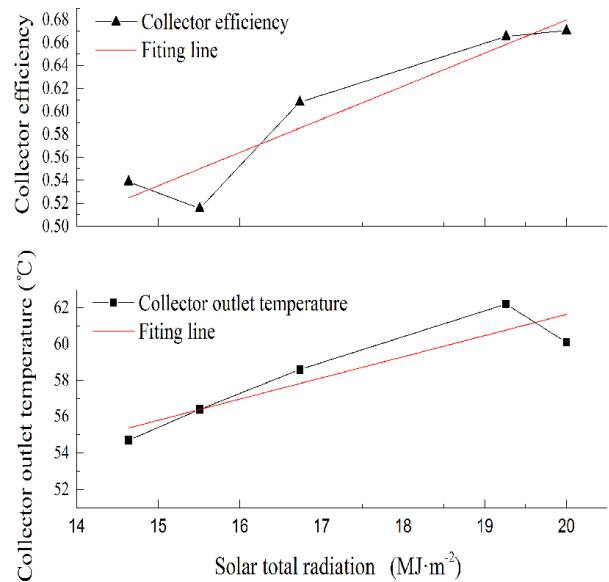 Collector efficiency
0.68
0.66
0.64
0.62
0.60
0.58
0.56
0.54
0.52
0.50
Collector efficiency
Fiting line
Collector outlet temperature (℃)
62
60
58
56
54
52
Collector outlet temperature
Fiting line
14 15 16 17 18 19 20
Solar total radiation (MJ·m⁻²)